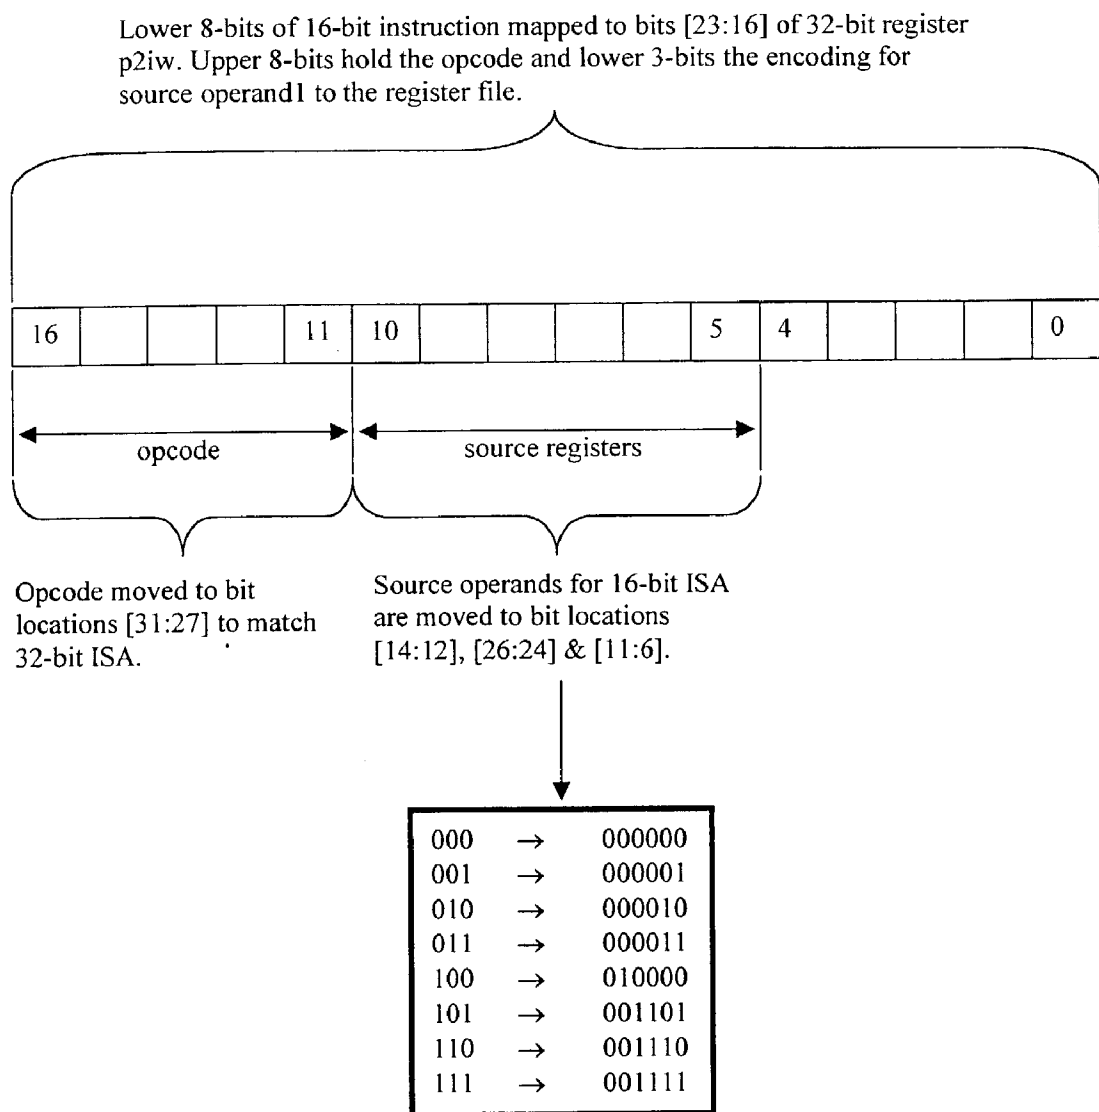 Lower 8-bits of 16-bit instruction mapped to bits [23:16] of 32-bit register
p2iw. Upper 8-bits hold the opcode and lower 3-bits the encoding for
source operand1 to the register file.
16 11 10 5 4 0
opcode source registers
Opcode moved to bit
locations [31:27] to match
32-bit ISA.
Source operands for 16-bit ISA
are moved to bit locations
[14:12], [26:24] & [11:6].
000 → 000000
001 → 000001
010 → 000010
011 → 000011
100 → 010000
101 → 001101
110 → 001110
111 → 001111